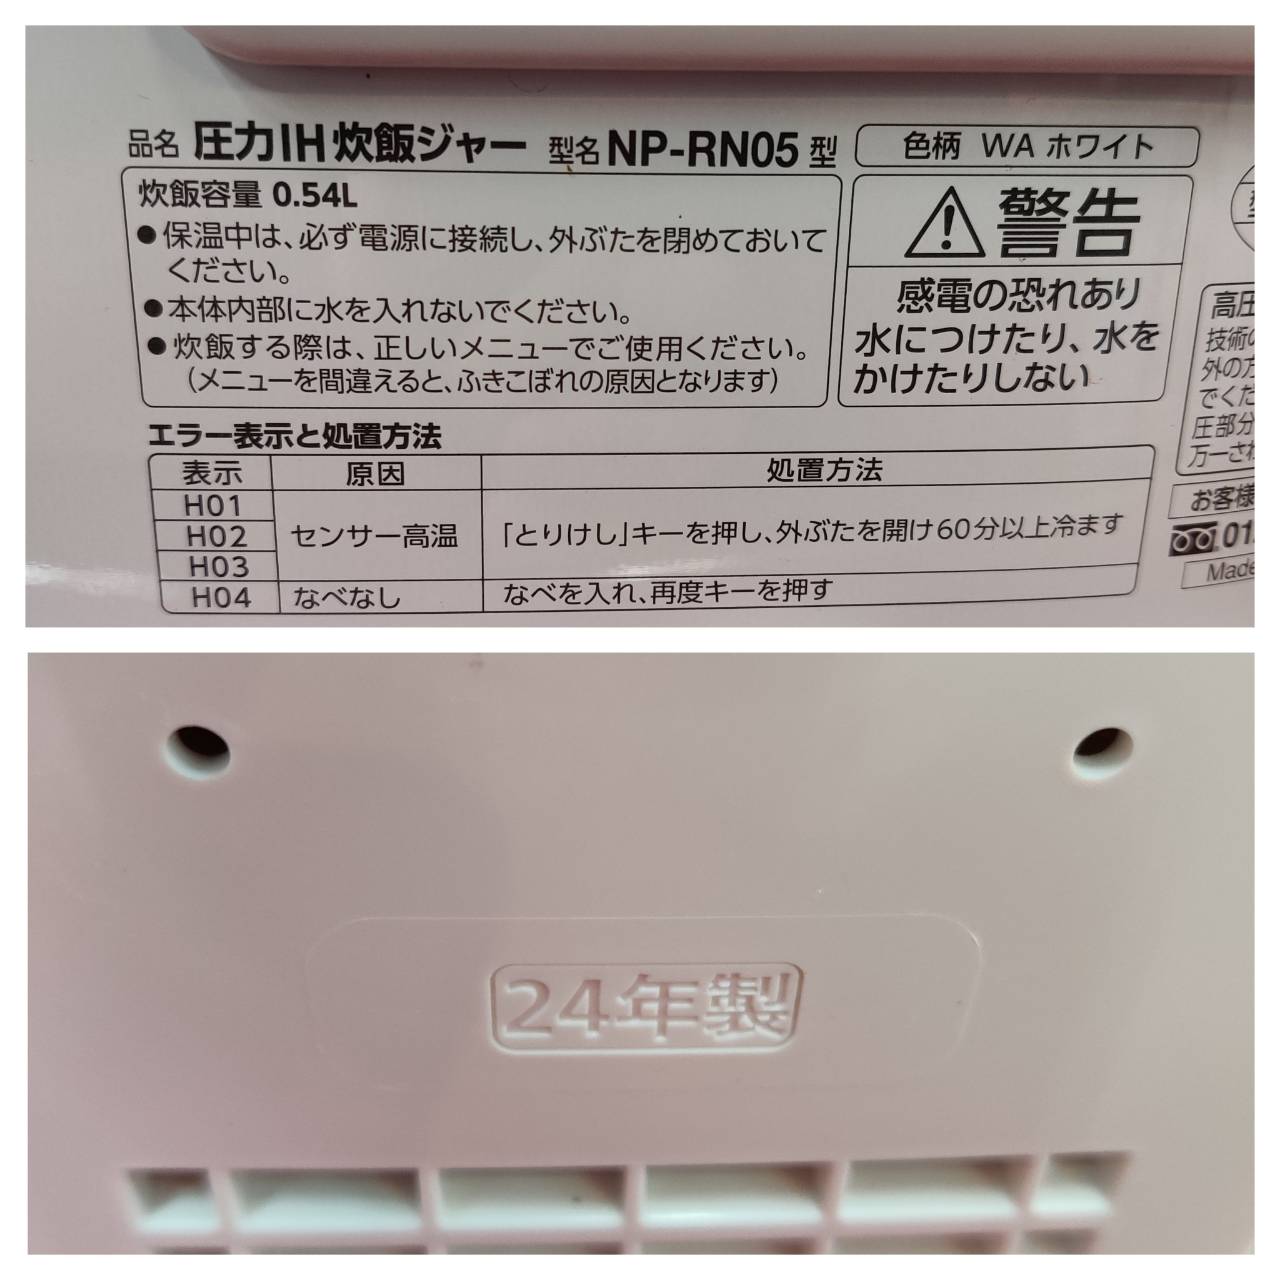 品名 圧力IH炊飯ジャー 型名 NP-RN05 型
色柄 WA ホワイト
炊飯容量 0.54L
●保温中は、必ず電源に接続し、外ぶたを閉めておいて
ください。
●本体内部に水を入れないでください。
●炊飯する際は、正しいメニューでご使用ください。
(メニューを間違えると、ふきこぼれの原因となります)
警告
感電の恐れあり
水につけたり、水を
かけたりしない
エラー表示と処置方法
表示 原因 処置方法
H01
H02 センサー高温 「とりけし」キーを押し、外ぶたを開け60分以上冷ます
H03
H04 なべなし なべを入れ、再度キーを押す
高圧
技術の
外の方
でくだ
圧部分
万一さわ
お客様
01
Made
24年製